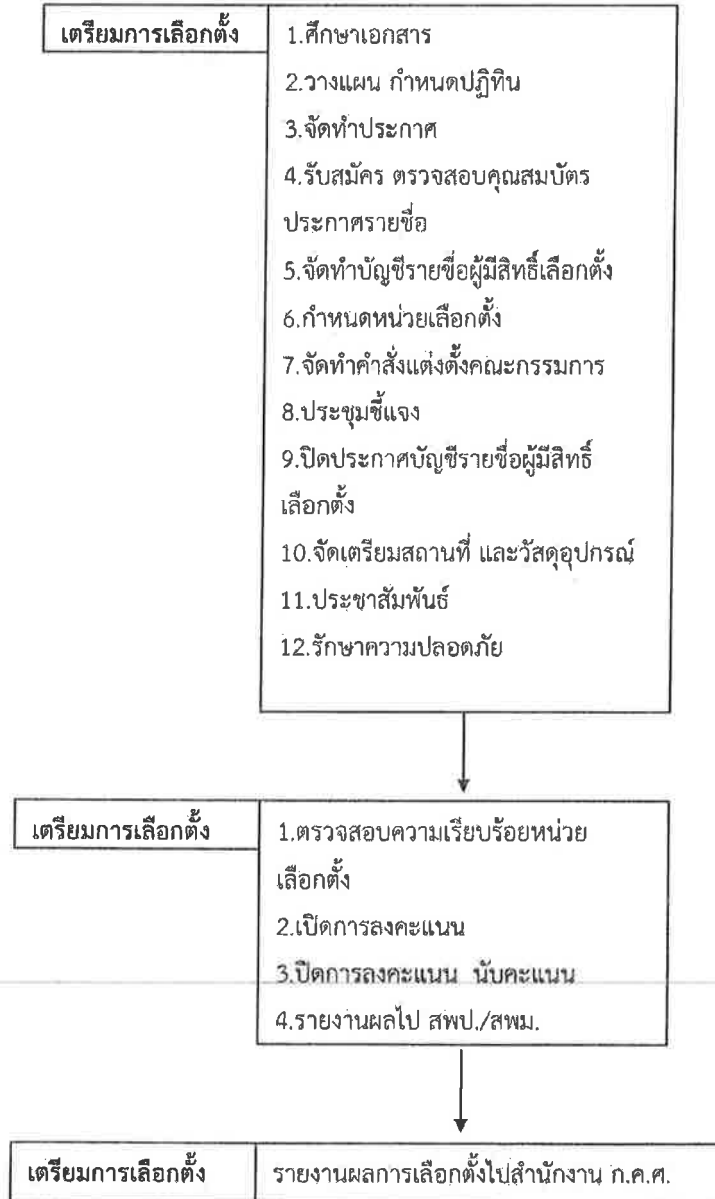 เตรียมการเลือกตั้ง
1.ศึกษาเอกสาร
2.วางแผน กำหนดปฏิทิน
3.จัดทำประกาศ
4.รับสมัคร ตรวจสอบคุณสมบัตร
ประกาศรายชื่อ
5.จัดทำบัญชีรายชื่อผู้มีสิทธิ์เลือกตั้ง
6.กำหนดหน่วยเลือกตั้ง
7.จัดทำคำสั่งแต่งตั้งคณะกรรมการ
8.ประชุมชี้แจง
9.ปิดประกาศบัญชีรายชื่อผู้มีสิทธิ์
เลือกตั้ง
10.จัดเตรียมสถานที่ และวัสดุอุปกรณ์
11.ประชาสัมพันธ์
12.รักษาความปลอดภัย
เตรียมการเลือกตั้ง
1.ตรวจสอบความเรียบร้อยหน่วย
เลือกตั้ง
2.เปิดการลงคะแนน
3.ปิดการลงคะแนน นับคะแนน
4.รายงานผลไป สพป./สพม.
เตรียมการเลือกตั้ง
รายงานผลการเลือกตั้งไปสำนักงาน ก.ค.ศ.